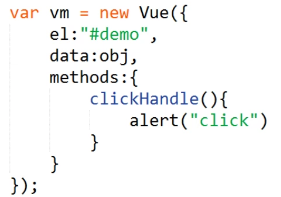 var vm = new Vue({
    el:"#demo",
    data:obj,
    methods:{
        clickHandle(){
            alert("click")
        }
    }
});